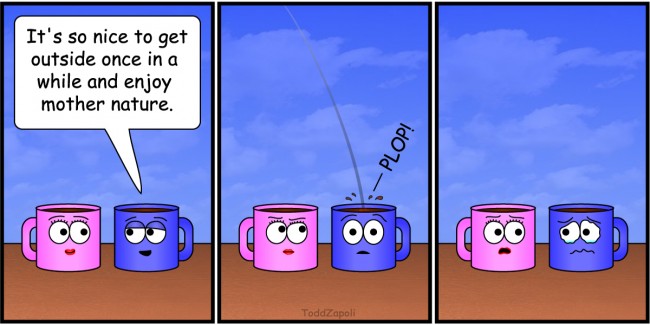 It's so nice to get
outside once in a
while and enjoy
mother nature.
PLOP!
ToddZapoli